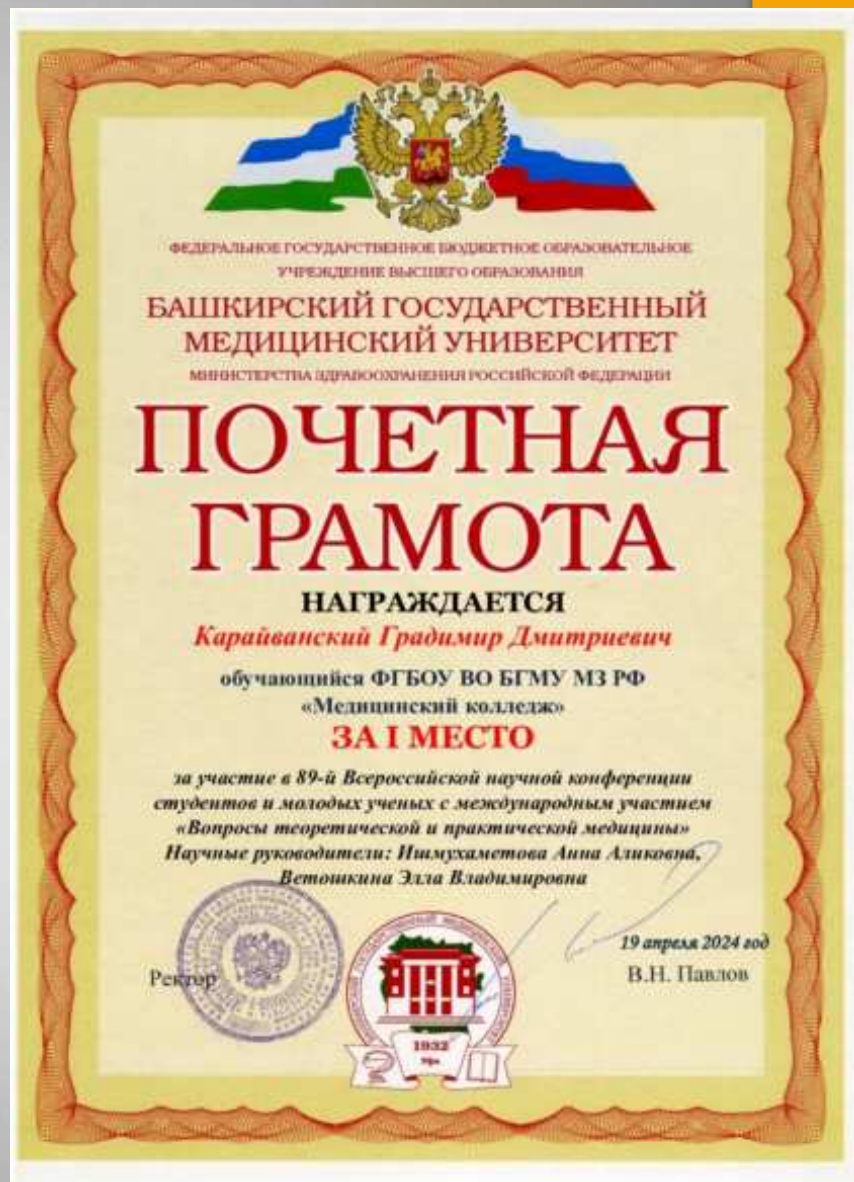 ФЕДЕРАЛЬНОЕ ГОСУДАРСТВЕННОЕ БЮДЖЕТНОЕ ОБРАЗОВАТЕЛЬНОЕ
УЧРЕЖДЕНИЕ ВЫСШЕГО ОБРАЗОВАНИЯ
БАШКИРСКИЙ ГОСУДАРСТВЕННЫЙ
МЕДИЦИНСКИЙ УНИВЕРСИТЕТ
МИНИСТЕРСТВА ЗДРАВООХРАНЕНИЯ РОССИЙСКОЙ ФЕДЕРАЦИИ
ПОЧЕТНАЯ
ГРАМОТА
НАГРАЖДАЕТСЯ
Карайванский Градимир Дмитриевич
обучающийся ФГБОУ ВО БГМУ МЗ РФ
«Медицинский колледж»
ЗА I МЕСТО
за участие в 89-й Всероссийской научной конференции
студентов и молодых ученых с международным участием
«Вопросы теоретической и практической медицины»
Научные руководители: Ишмухаметова Анна Аликовна,
Ветошкина Элла Владимировна
19 апреля 2024 год
Ректор
В.Н. Павлов
1932
Уфа